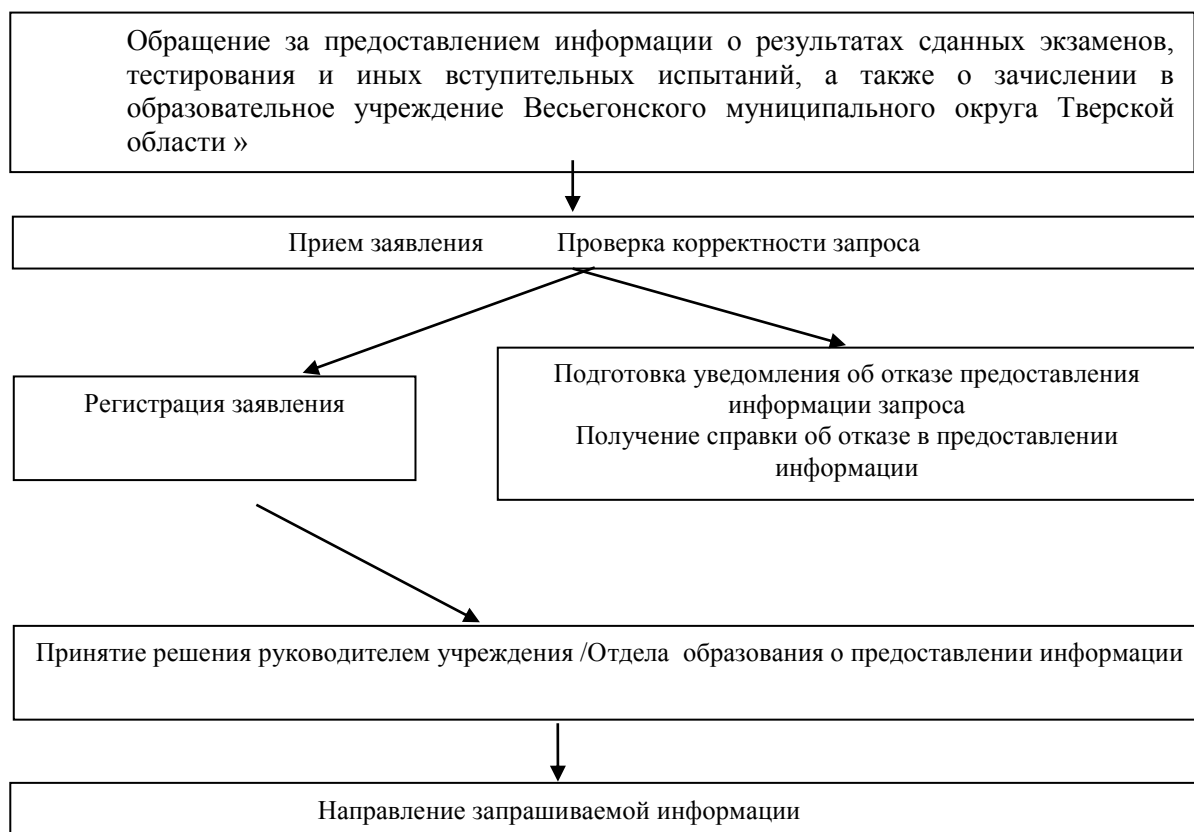 Обращение за предоставлением информации о результатах сданных экзаменов,
тестирования и иных вступительных испытаний, а также о зачислении в
образовательное учреждение Весьегонского муниципального округа Тверской
области »
Прием заявления Проверка корректности запроса
Регистрация заявления
Подготовка уведомления об отказе предоставления
информации запроса
Получение справки об отказе в предоставлении
информации
Принятие решения руководителем учреждения /Отдела образования о предоставлении информации
Направление запрашиваемой информации